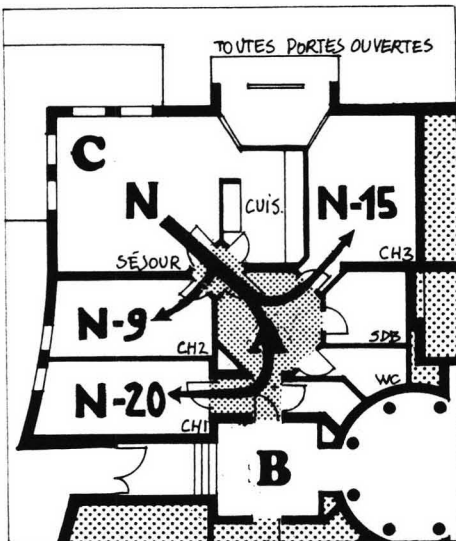 TOUTES PORTES OUVERTES
C
N
CUIS.
N-15
SÉJOUR
CH3
N-9
SDB
CH2
N-20
WC
CH1
B